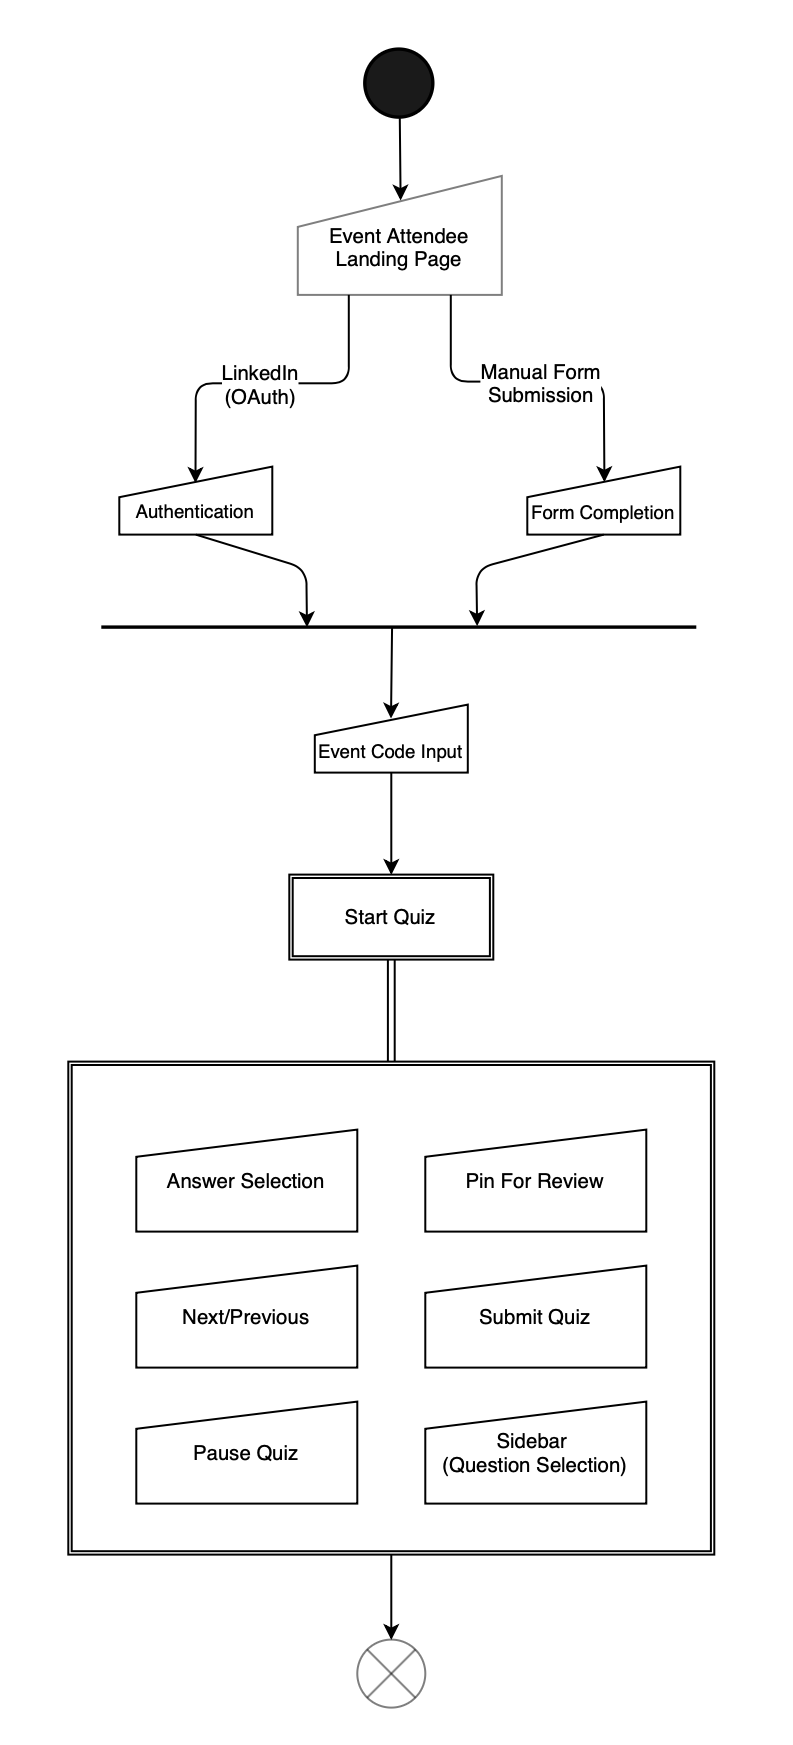 Event Attendee
Landing Page
LinkedIn
(OAuth)
Manual Form
Submission
Authentication
Form Completion
Event Code Input
Start Quiz
Answer Selection
Pin For Review
Next/Previous
Submit Quiz
Pause Quiz
Sidebar
(Question Selection)